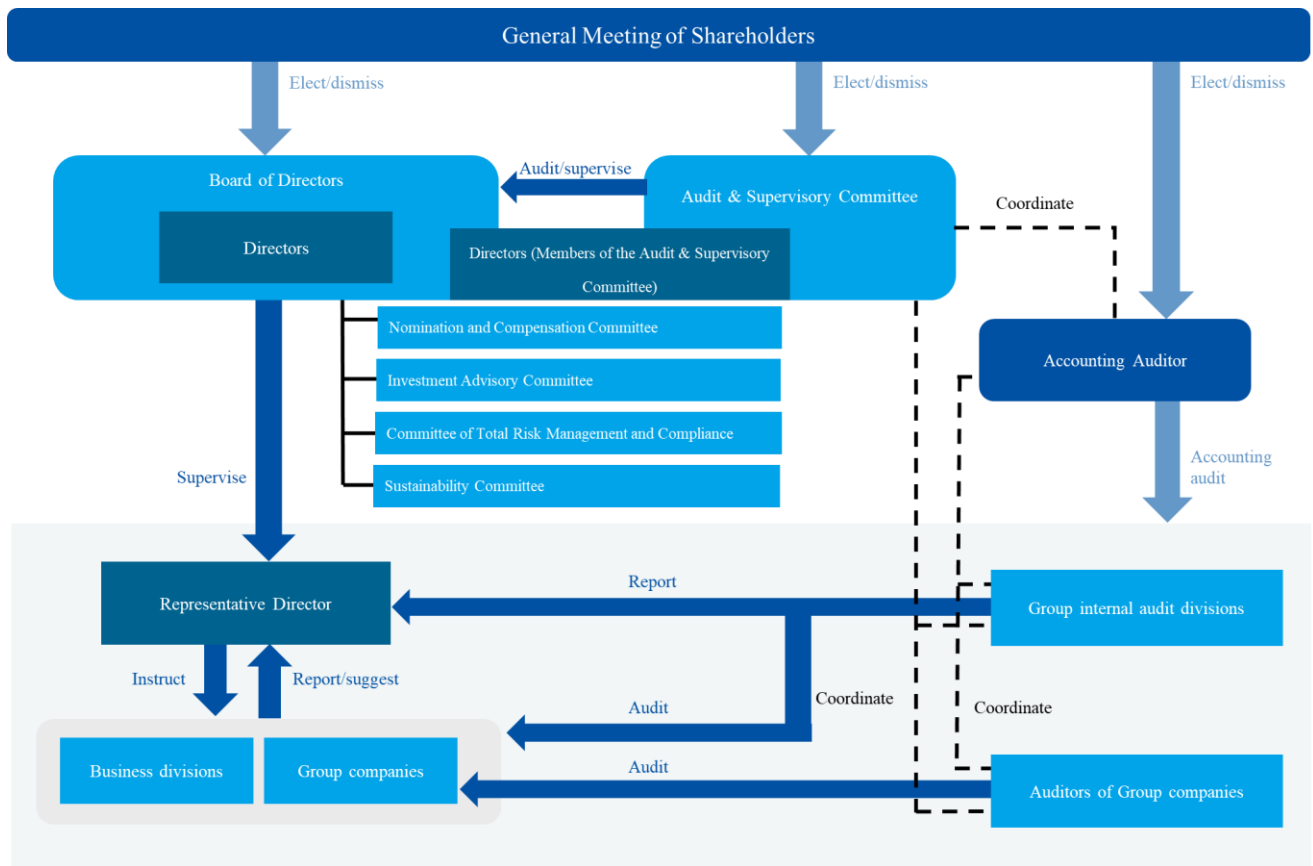 General Meeting of Shareholders
Elect/dismiss
Elect/dismiss
Elect/dismiss
Board of Directors
Audit/supervise
Audit & Supervisory Committee
Coordinate
Directors
Directors (Members of the Audit & Supervisory
Committee)
Nomination and Compensation Committee
Accounting Auditor
Investment Advisory Committee
Committee of Total Risk Management and Compliance
Supervise
Sustainability Committee
Accounting
audit
Representative Director
Report
Group internal audit divisions
Instruct
Report/suggest
Audit
Coordinate
Coordinate
Business divisions
Group companies
Audit
Auditors of Group companies